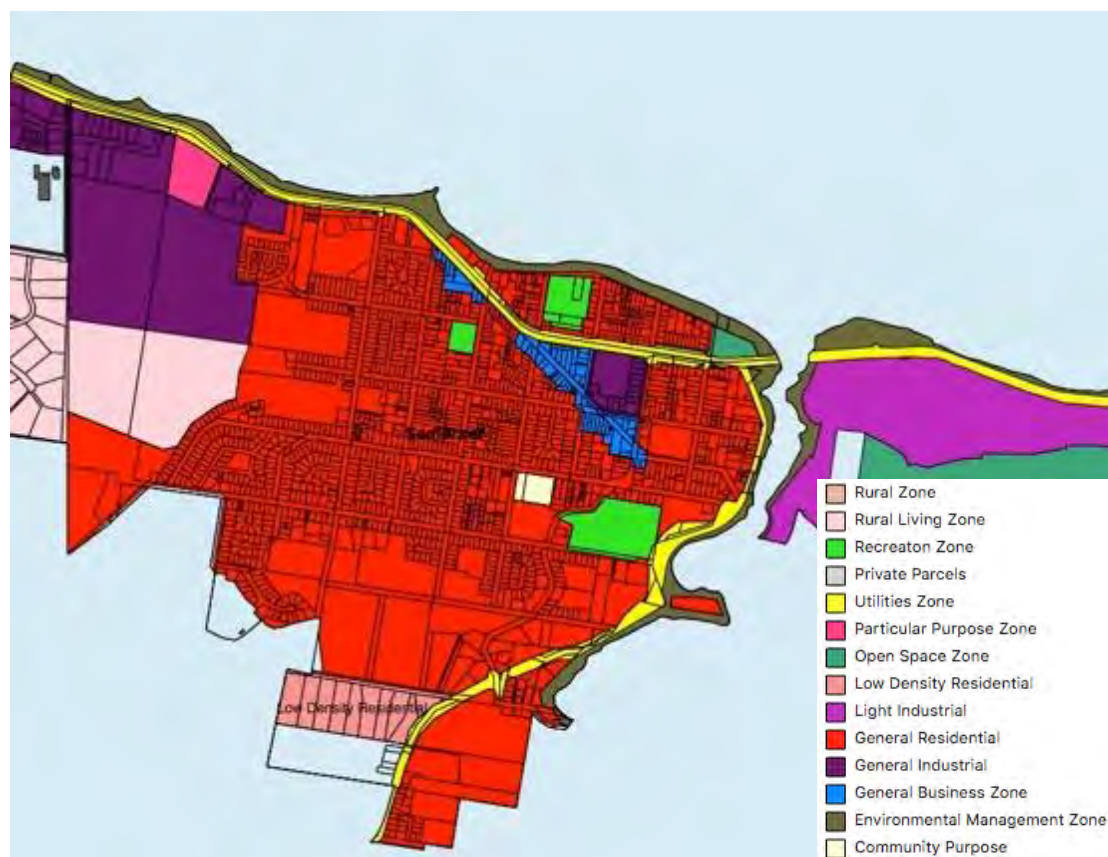 Low Density Residential
Rural Zone
Rural Living Zone
Recreaton Zone
Private Parcels
Utilities Zone
Particular Purpose Zone
Open Space Zone
Low Density Residential
Light Industrial
General Residential
General Industrial
General Business Zone
Environmental Management Zone
Community Purpose